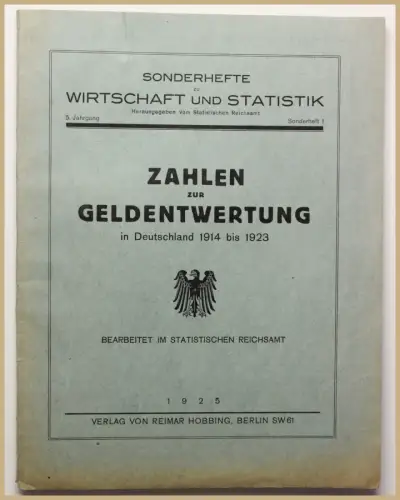 SONDERHEFTE
zu
WIRTSCHAFT UND STATISTIK
Herausgegeben vom Statistischen Reichsamt
5. Jahrgang Sonderheft 1
ZAHLEN
ZUR
GELDENTWERTUNG
in Deutschland 1914 bis 1923
BEARBEITET IM STATISTISCHEN REICHSAMT
1925
VERLAG VON REIMAR HOBBING, BERLIN SW61